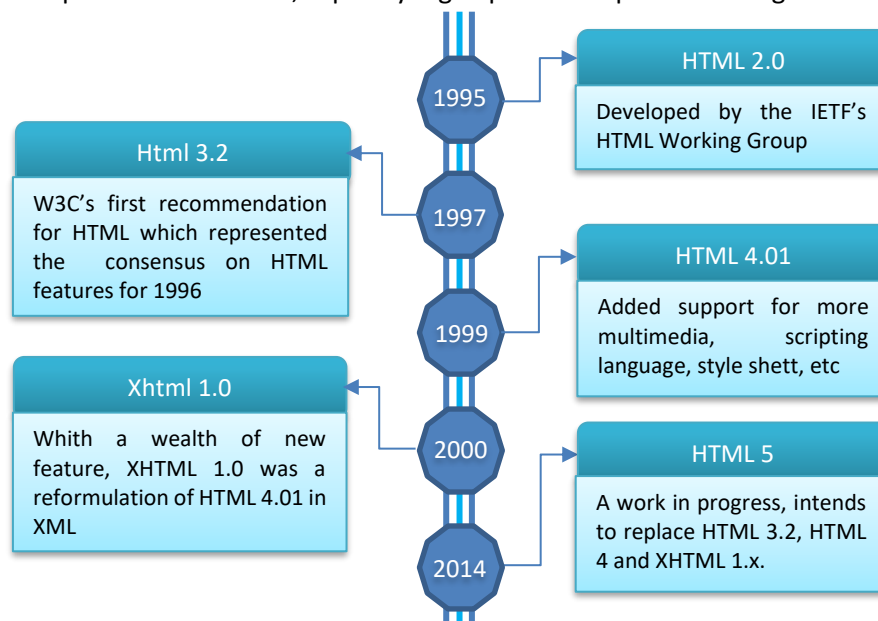 1995
HTML 2.0
Developed by the IETF's
HTML Working Group
Html 3.2
W3C's first recommendation
for HTML which represented
the consensus on HTML
features for 1996
1997
HTML 4.01
Added support for more
multimedia, scripting
language, style shett, etc
1999
Xhtml 1.0
Whith a wealth of new
feature, XHTML 1.0 was a
reformulation of HTML 4.01 in
XML
2000
HTML 5
A work in progress, intends
to replace HTML 3.2, HTML
4 and XHTML 1.x.
2014